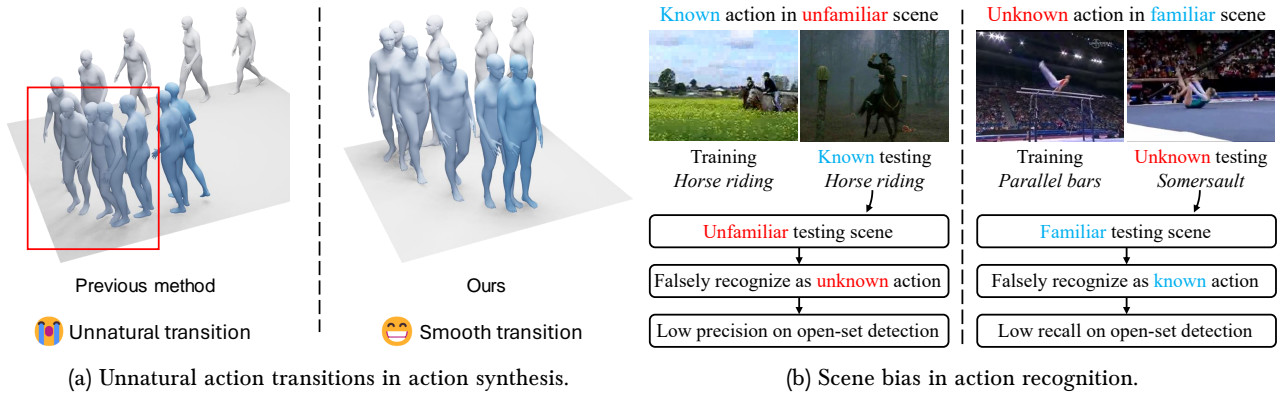 Previous method
Unnatural transition
Ours
Smooth transition
(a) Unnatural action transitions in action synthesis.
Known action in unfamiliar scene
Training
Horse riding
Known testing
Horse riding
Unfamiliar testing scene
Falsely recognize as unknown action
Low precision on open-set detection
Unknown action in familiar scene
Training
Parallel bars
Unknown testing
Somersault
Familiar testing scene
Falsely recognize as known action
Low recall on open-set detection
(b) Scene bias in action recognition.